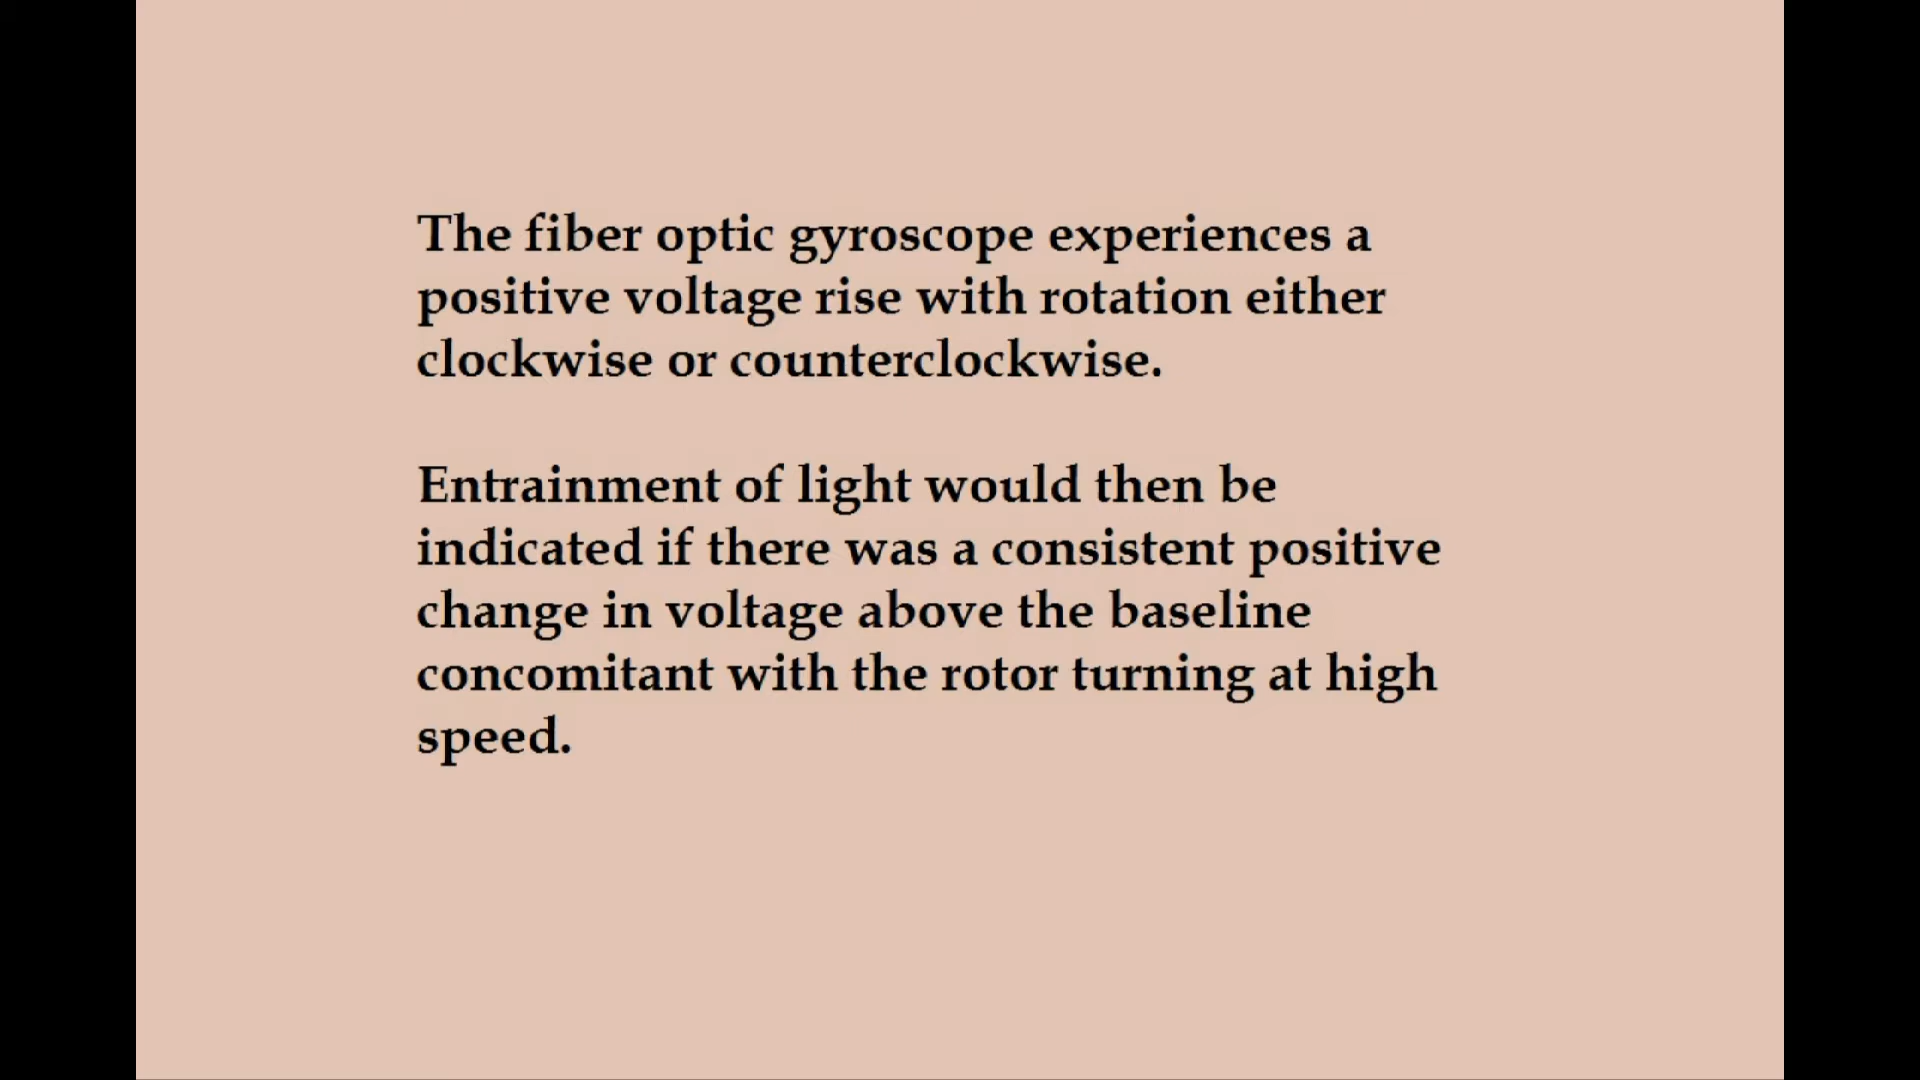 The fiber optic gyroscope experiences a
positive voltage rise with rotation either
clockwise or counterclockwise.
Entrainment of light would then be
indicated if there was a consistent positive
change in voltage above the baseline
concomitant with the rotor turning at high
speed.